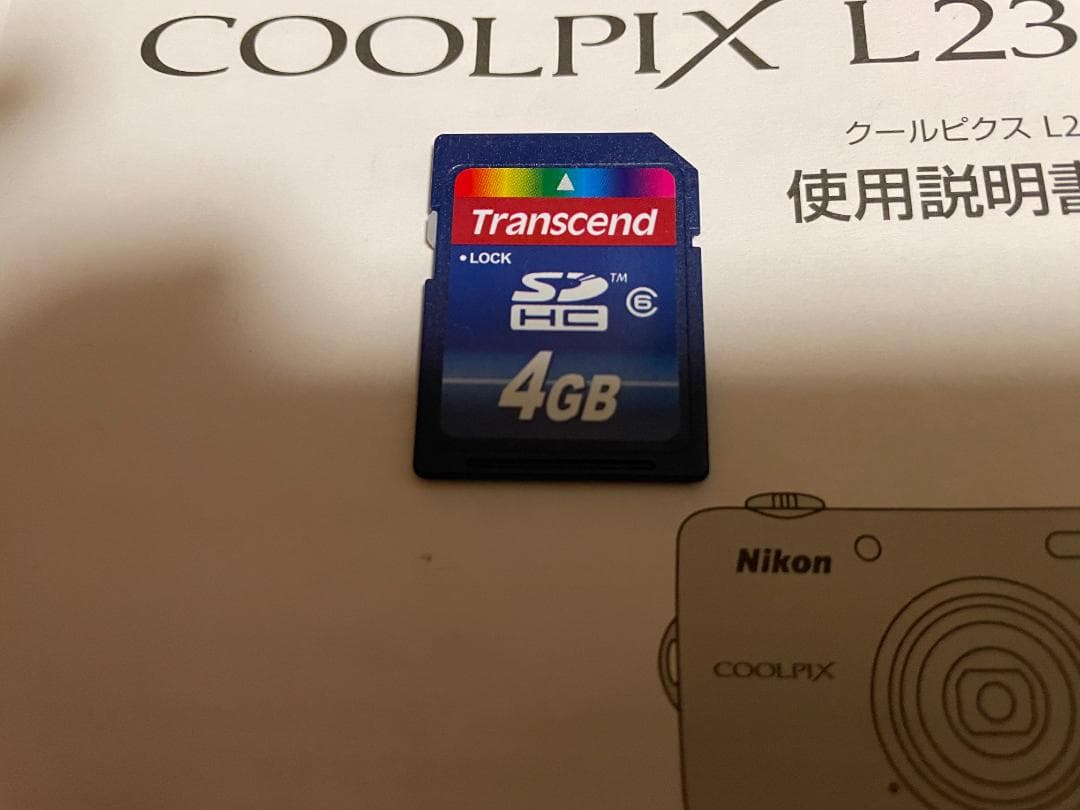 COOLPIX L23
クールピクス L2
使用説明書
Transcend
•LOCK
SD™
HC
6
4GB
Nikon
COOLPIX